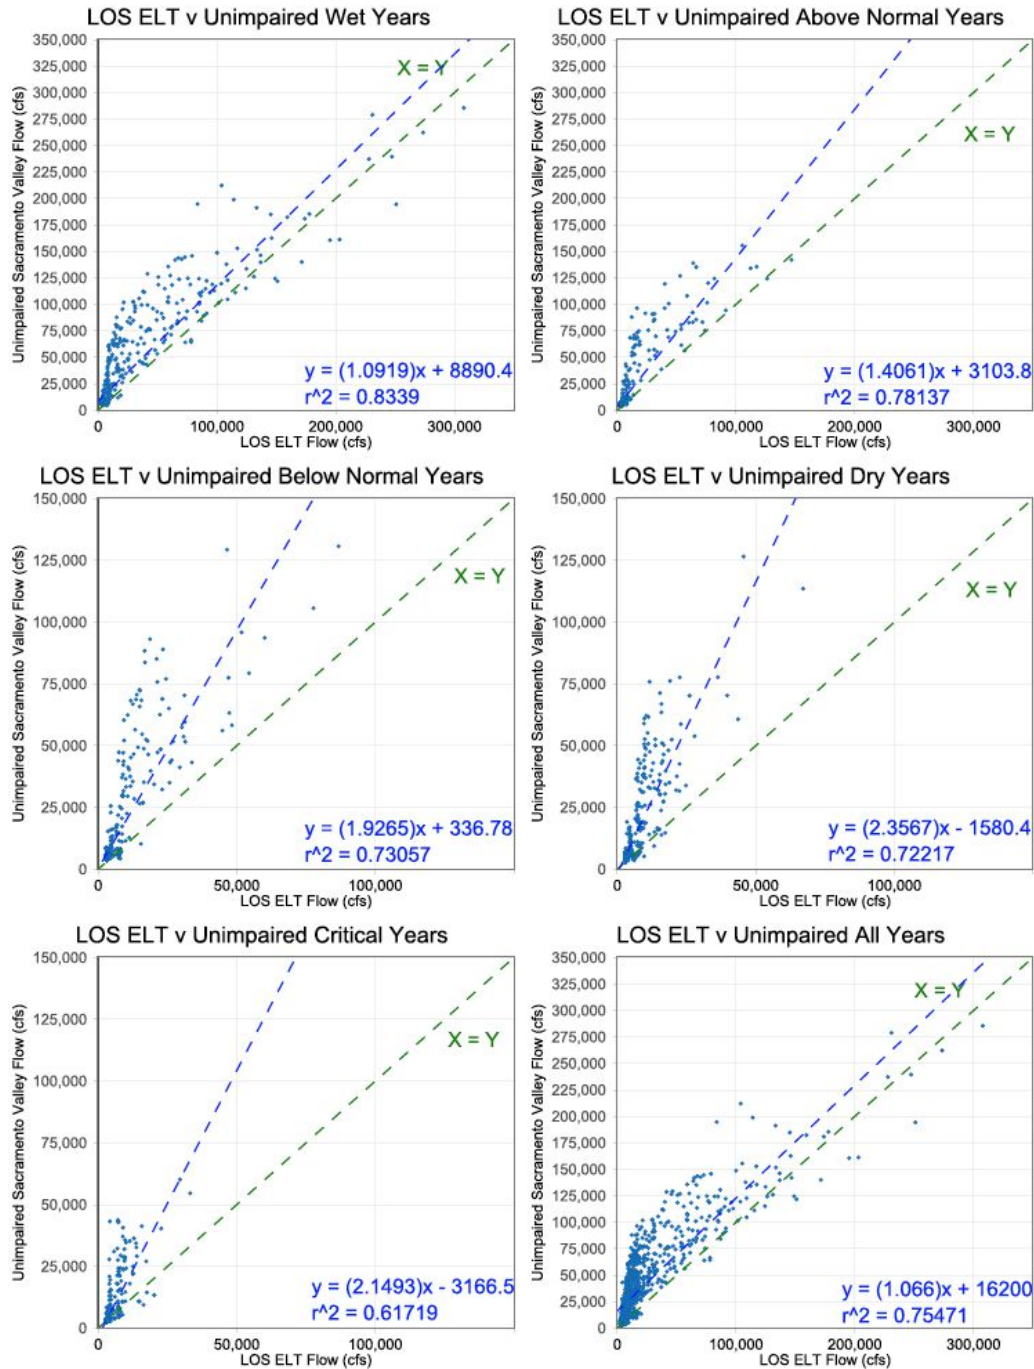 LOS ELT v Unimpaired Wet Years
350,000
325,000
300,000
275,000
250,000
225,000
200,000
175,000
150,000
125,000
100,000
75,000
50,000
25,000
0
Unimpaired Sacramento Valley Flow (cfs)
X = Y
y = (1.0919)x + 8890.4
r^2 = 0.8339
0
100,000
200,000
300,000
LOS ELT Flow (cfs)
LOS ELT v Unimpaired Above Normal Years
350,000
325,000
300,000
275,000
250,000
225,000
200,000
175,000
150,000
125,000
100,000
75,000
50,000
25,000
0
Unimpaired Sacramento Valley Flow (cfs)
X = Y
y = (1.4061)x + 3103.8
r^2 = 0.78137
0
100,000
200,000
300,000
LOS ELT Flow (cfs)
LOS ELT v Unimpaired Below Normal Years
150,000
125,000
100,000
75,000
50,000
25,000
0
Unimpaired Sacramento Valley Flow (cfs)
X = Y
y = (1.9265)x + 336.78
r^2 = 0.73057
0
50,000
100,000
LOS ELT Flow (cfs)
LOS ELT v Unimpaired Dry Years
150,000
125,000
100,000
75,000
50,000
25,000
0
Unimpaired Sacramento Valley Flow (cfs)
X = Y
y = (2.3567)x - 1580.4
r^2 = 0.72217
0
50,000
100,000
LOS ELT Flow (cfs)
LOS ELT v Unimpaired Critical Years
150,000
125,000
100,000
75,000
50,000
25,000
0
Unimpaired Sacramento Valley Flow (cfs)
X = Y
y = (2.1493)x - 3166.5
r^2 = 0.61719
0
50,000
100,000
LOS ELT Flow (cfs)
LOS ELT v Unimpaired All Years
350,000
325,000
300,000
275,000
250,000
225,000
200,000
175,000
150,000
125,000
100,000
75,000
50,000
25,000
0
Unimpaired Sacramento Valley Flow (cfs)
X = Y
y = (1.066)x + 16200
r^2 = 0.75471
0
100,000
200,000
300,000
LOS ELT Flow (cfs)